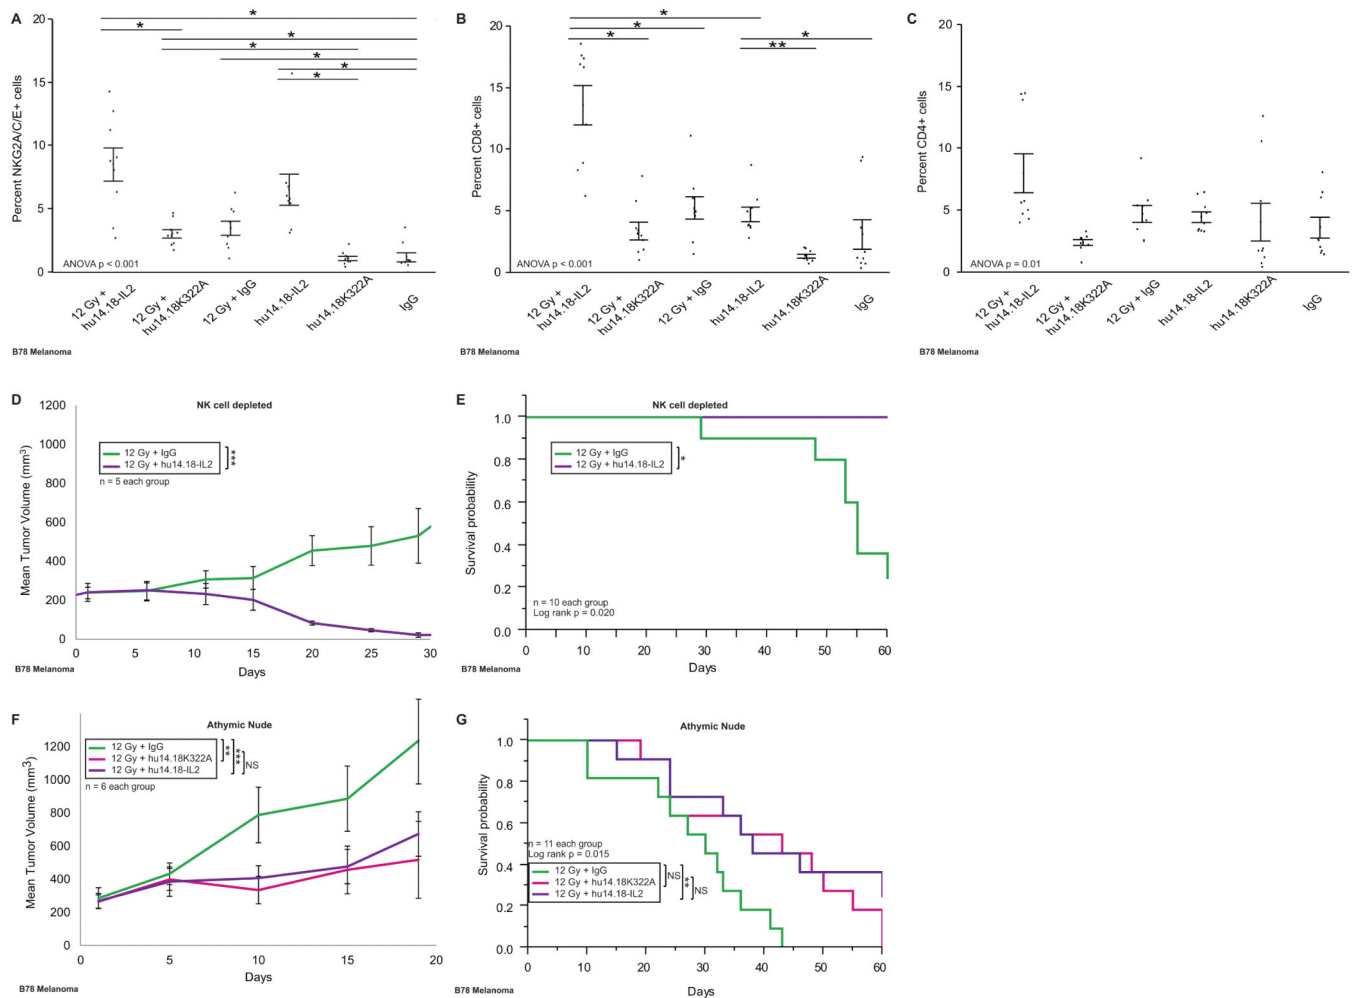 A
Percent NKG2A/C/E+ cells
20
15
10
5
0
*
*
*
*
*
*
*
ANOVA p < 0.001
12 Gy + hu14.18-IL2
12 Gy + hu14.18K322A
12 Gy + IgG
hu14.18-IL2
hu14.18K322A
IgG
B78 Melanoma
B
Percent CD8+ cells
20
15
10
5
0
*
*
*
*
**
ANOVA p <0.001
12 Gy + hu14.18-IL2
12 Gy + hu14.18K322A
12 Gy + IgG
hu14.18-IL2
hu14.18K322A
IgG
B78 Melanoma
C
Percent CD4+ cells
20
15
10
5
0
ANOVA p = 0.01
12 Gy + hu14.18-IL2
12 Gy + hu14.18K322A
12 Gy + IgG
hu14.18-IL2
hu14.18K322A
IgG
B78 Melanoma
D
NK cell depleted
Mean Tumor Volume (mm³)
1200
1000
800
600
400
200
0
12 Gy + IgG
12 Gy + hu14.18-IL2
***
n = 5 each group
0 5 10 15 20 25 30
Days
B78 Melanoma
E
NK cell depleted
Survival probability
1.0
0.8
0.6
0.4
0.2
0.0
12 Gy + IgG
12 Gy + hu14.18-IL2
*
n = 10 each group
Log rank p = 0.020
0 10 20 30 40 50 60
Days
B78 Melanoma
F
Athymic Nude
Mean Tumor Volume (mm³)
1200
1000
800
600
400
200
0
12 Gy + IgG
12 Gy + hu14.18K322A
12 Gy + hu14.18-IL2
**
***
NS
n = 6 each group
0 5 10 15 20
Days
B78 Melanoma
G
Athymic Nude
Survival probability
1.0
0.8
0.6
0.4
0.2
0.0
n = 11 each group
Log rank p = 0.015
12 Gy + IgG
12 Gy + hu14.18K322A
12 Gy + hu14.18-IL2
NS
**
NS
0 10 20 30 40 50 60
Days
B78 Melanoma